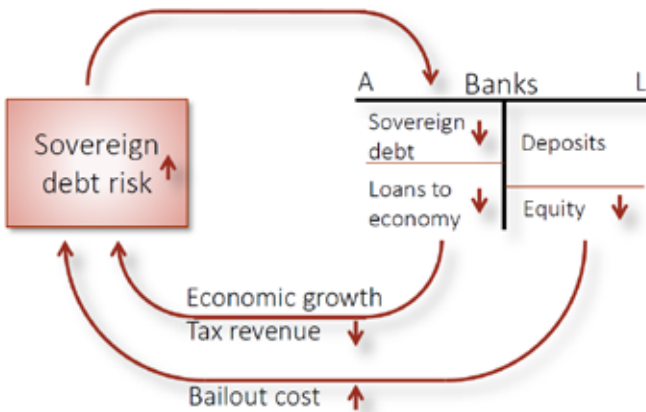 A Banks L
Sovereign
debt risk
Sovereign
debt
Deposits
Loans to
economy
Equity
Economic growth
Tax revenue
Bailout cost